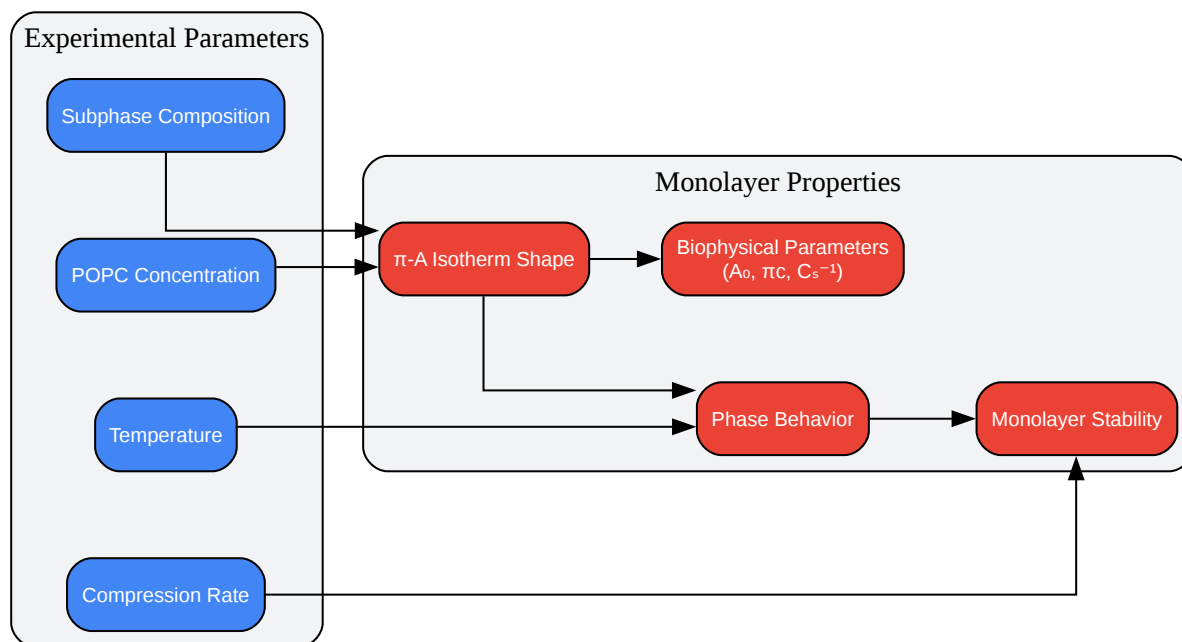 Experimental Parameters
Subphase Composition
Monolayer Properties
POPC Concentration
π-A Isotherm Shape
Biophysical Parameters
(A₀, πc, Cₛ⁻¹)
Temperature
Phase Behavior
Monolayer Stability
Compression Rate